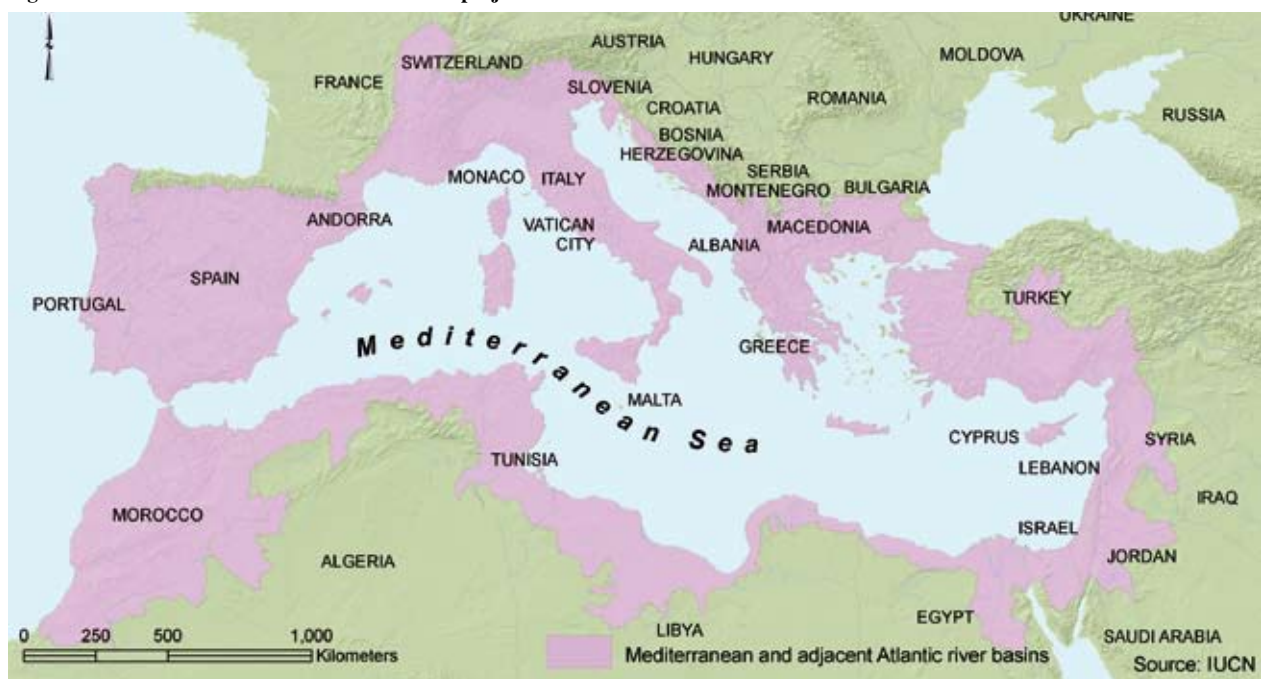 UKRAINE
AUSTRIA
MOLDOVA
HUNGARY
SWITZERLAND
FRANCE
SLOVENIA
ROMANIA
CROATIA
RUSSIA
BOSNIA
HERZEGOVINA
SERBIA
MONACO
ITALY
MONTENEGRO
BULGARIA
ANDORRA
VATICAN
CITY
MACEDONIA
ALBANIA
SPAIN
PORTUGAL
TURKEY
Mediterranean Sea
GREECE
MALTA
CYPRUS
SYRIA
TUNISIA
LEBANON
IRAQ
MOROCCO
ISRAEL
ALGERIA
JORDAN
EGYPT
LIBYA
SAUDI ARABIA
0 250 500 1,000
Kilometers
Mediterranean and adjacent Atlantic river basins
Source: IUCN